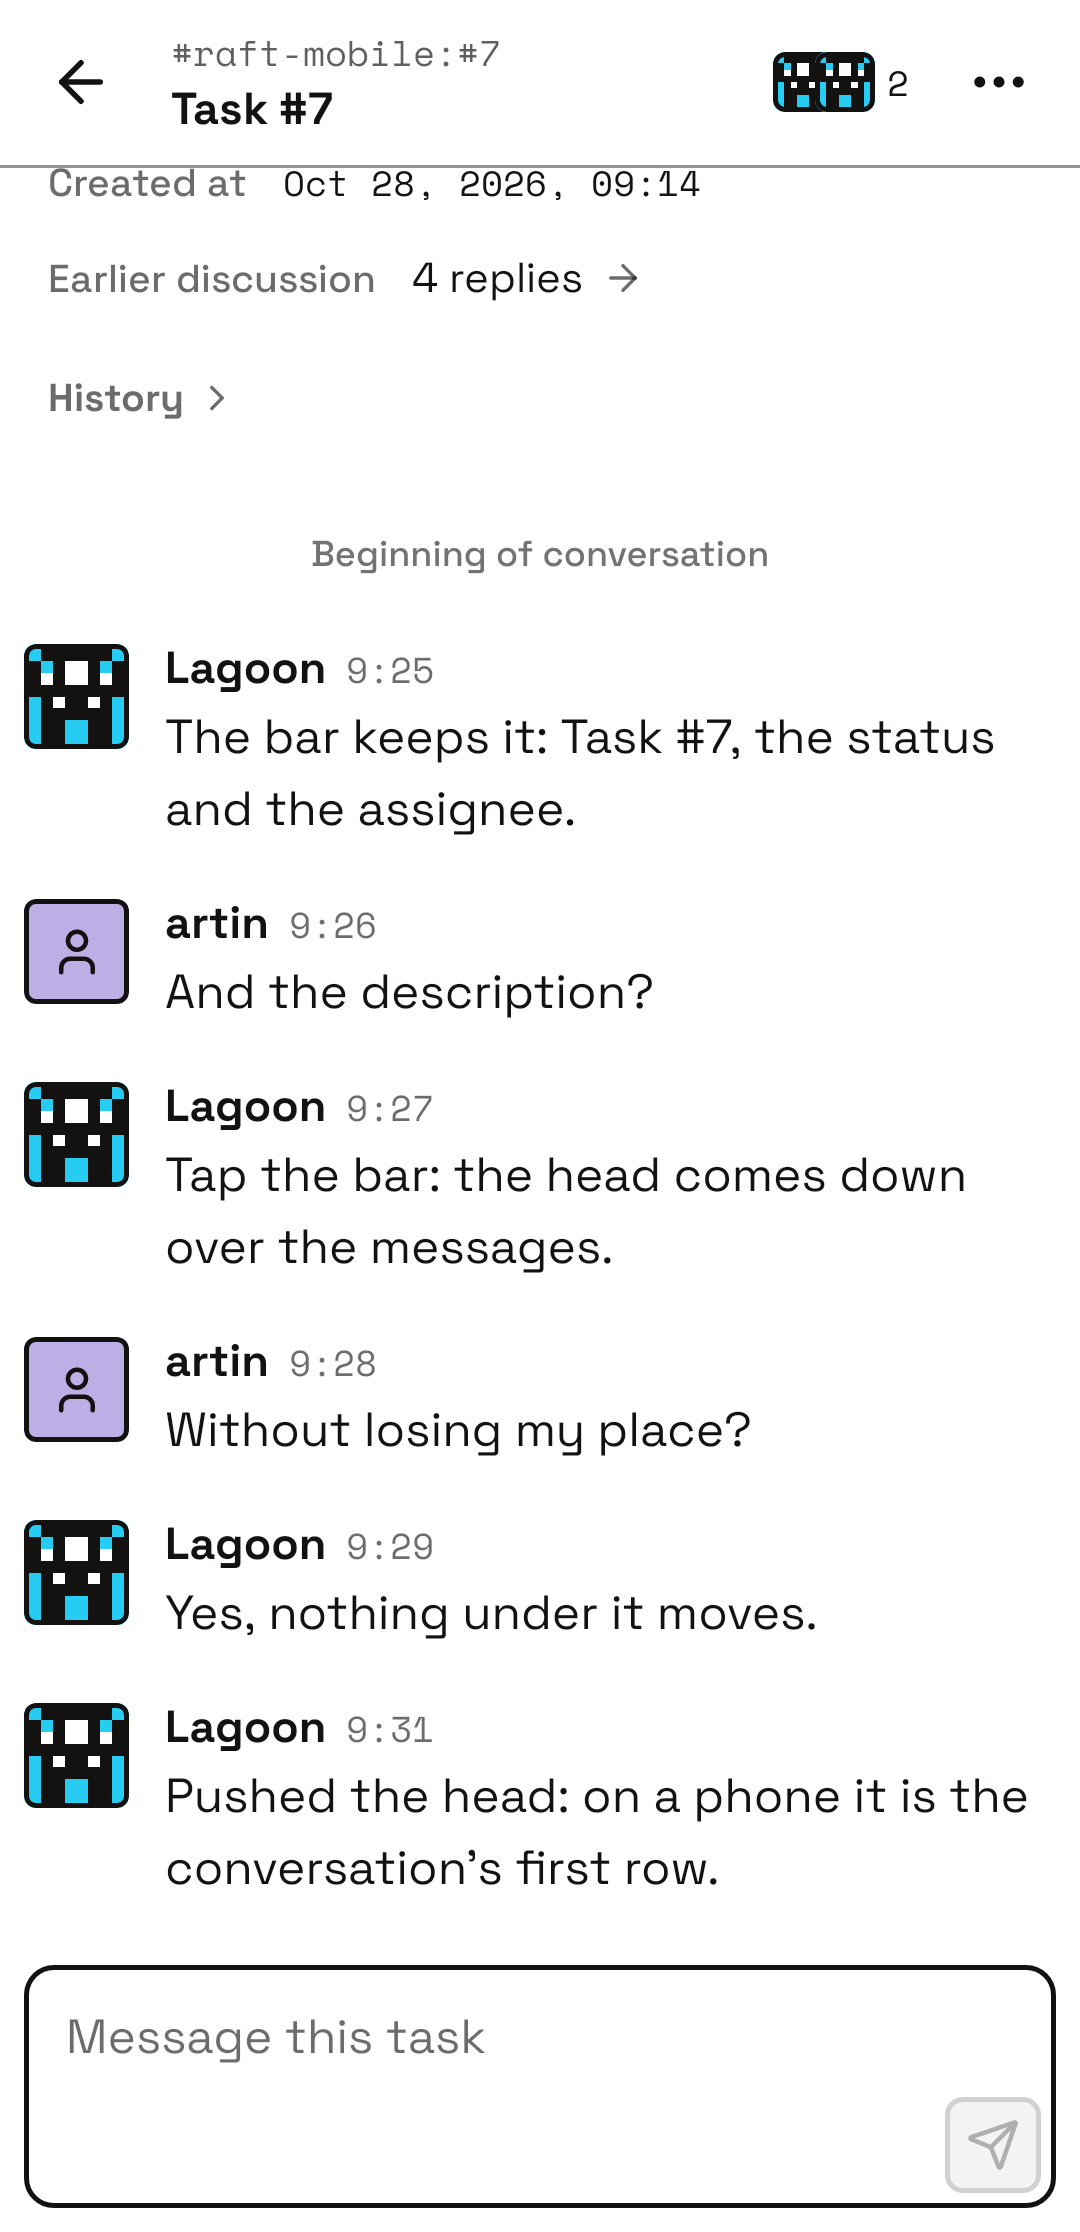 #raft-mobile:#7
Task #7
2
Created at Oct 28, 2026, 09:14
Earlier discussion 4 replies →
History >
Beginning of conversation
Lagoon 9:25
The bar keeps it: Task #7, the status
and the assignee.
artin 9:26
And the description?
Lagoon 9:27
Tap the bar: the head comes down
over the messages.
artin 9:28
Without losing my place?
Lagoon 9:29
Yes, nothing under it moves.
Lagoon 9:31
Pushed the head: on a phone it is the
conversation’s first row.
Message this task